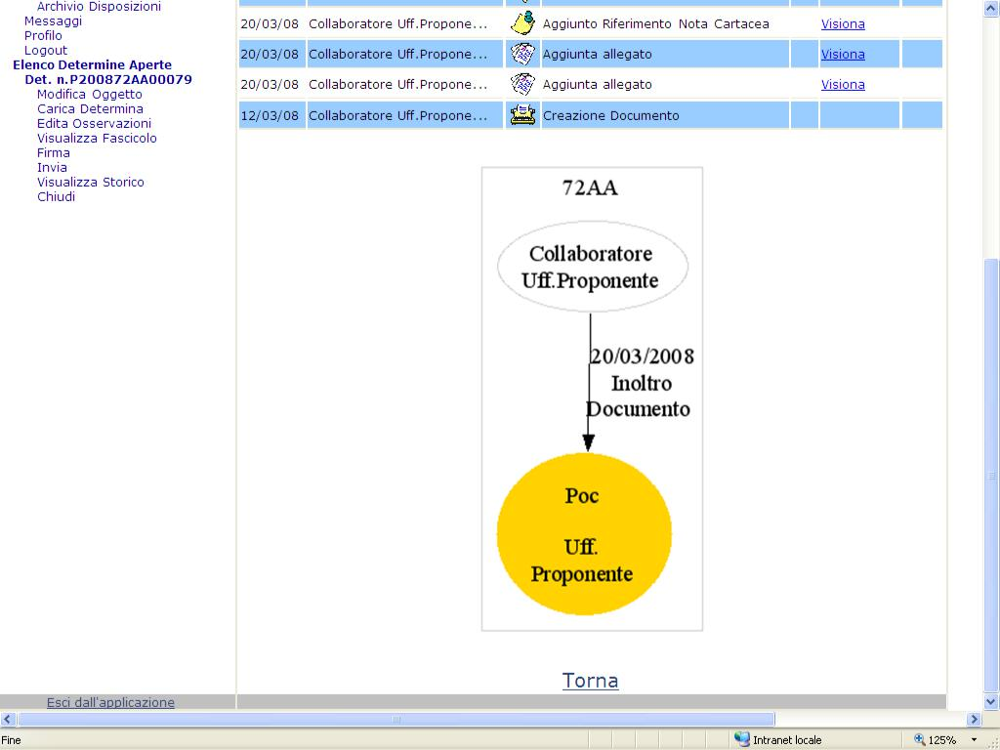 Archivio Disposizioni
Messaggi
Profilo
Logout
Elenco Determine Aperte
Det. n.P200872AA00079
Modifica Oggetto
Carica Determina
Edita Osservazioni
Visualizza Fascicolo
Firma
Invia
Visualizza Storico
Chiudi
20/03/08 Collaboratore Uff.Propone... Aggiunto Riferimento Nota Cartacea Visiona
20/03/08 Collaboratore Uff.Propone... Aggiunta allegato Visiona
20/03/08 Collaboratore Uff.Propone... Aggiunta allegato Visiona
12/03/08 Collaboratore Uff.Propone... Creazione Documento
72AA
Collaboratore
Uff.Proponente
20/03/2008
Inoltro
Documento
Poc
Uff.
Proponente
Torna
Esci dall'applicazione
Fine Intranet locale 125%